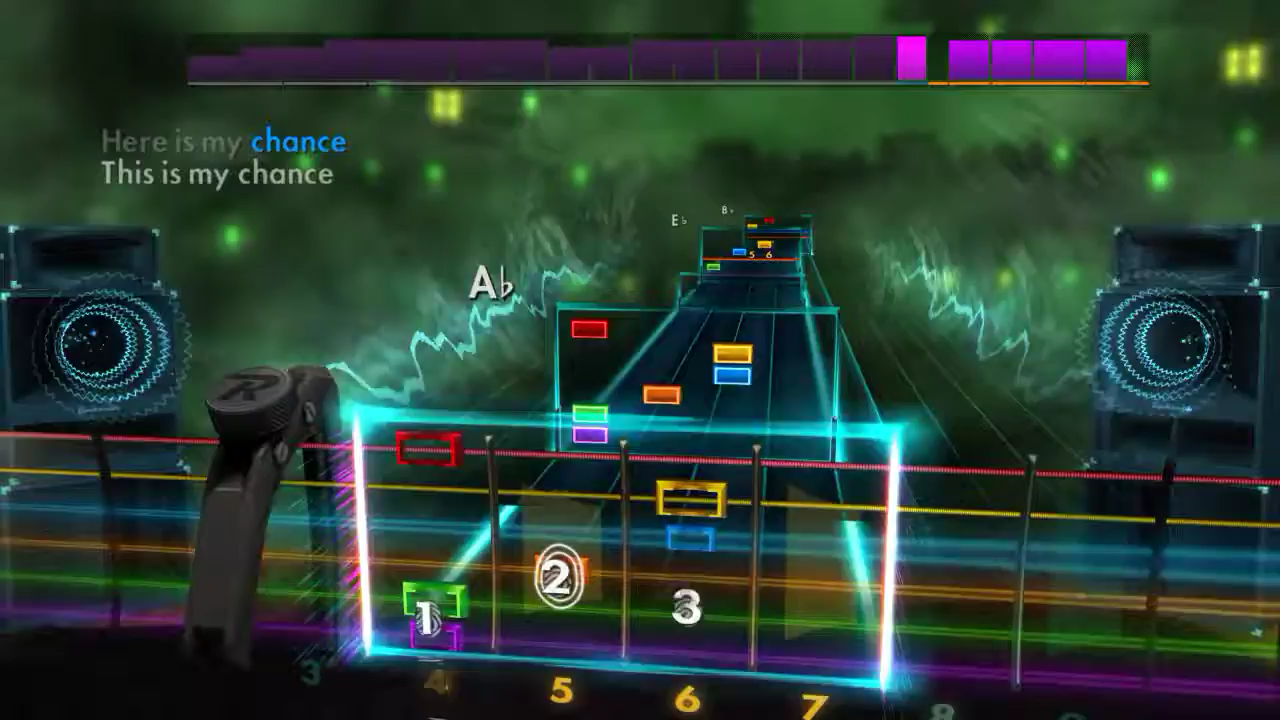 Here is my chance
This is my chance
E♭ B♭
5 6
A♭
R
2
1 3
3 4 5 6 7 8